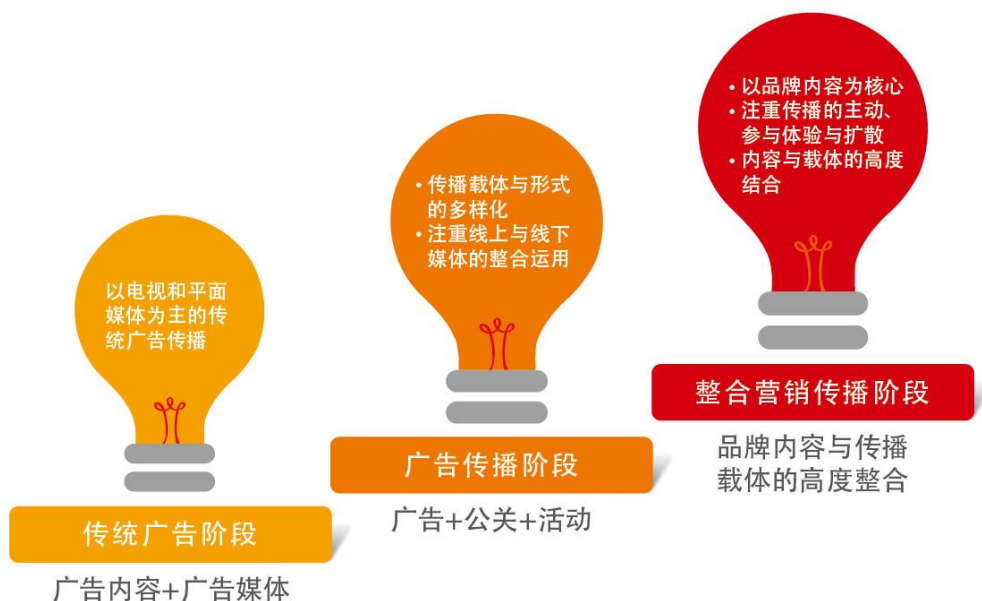 以电视和平面
媒体为主的传
统广告传播
传统广告阶段
广告内容+广告媒体
• 传播载体与形式
的多样化
• 注重线上与线下
媒体的整合运用
广告传播阶段
广告+公关+活动
• 以品牌内容为核心
• 注重传播的主动、
参与体验与扩散
• 内容与载体的高度
结合
整合营销传播阶段
品牌内容与传播
载体的高度整合